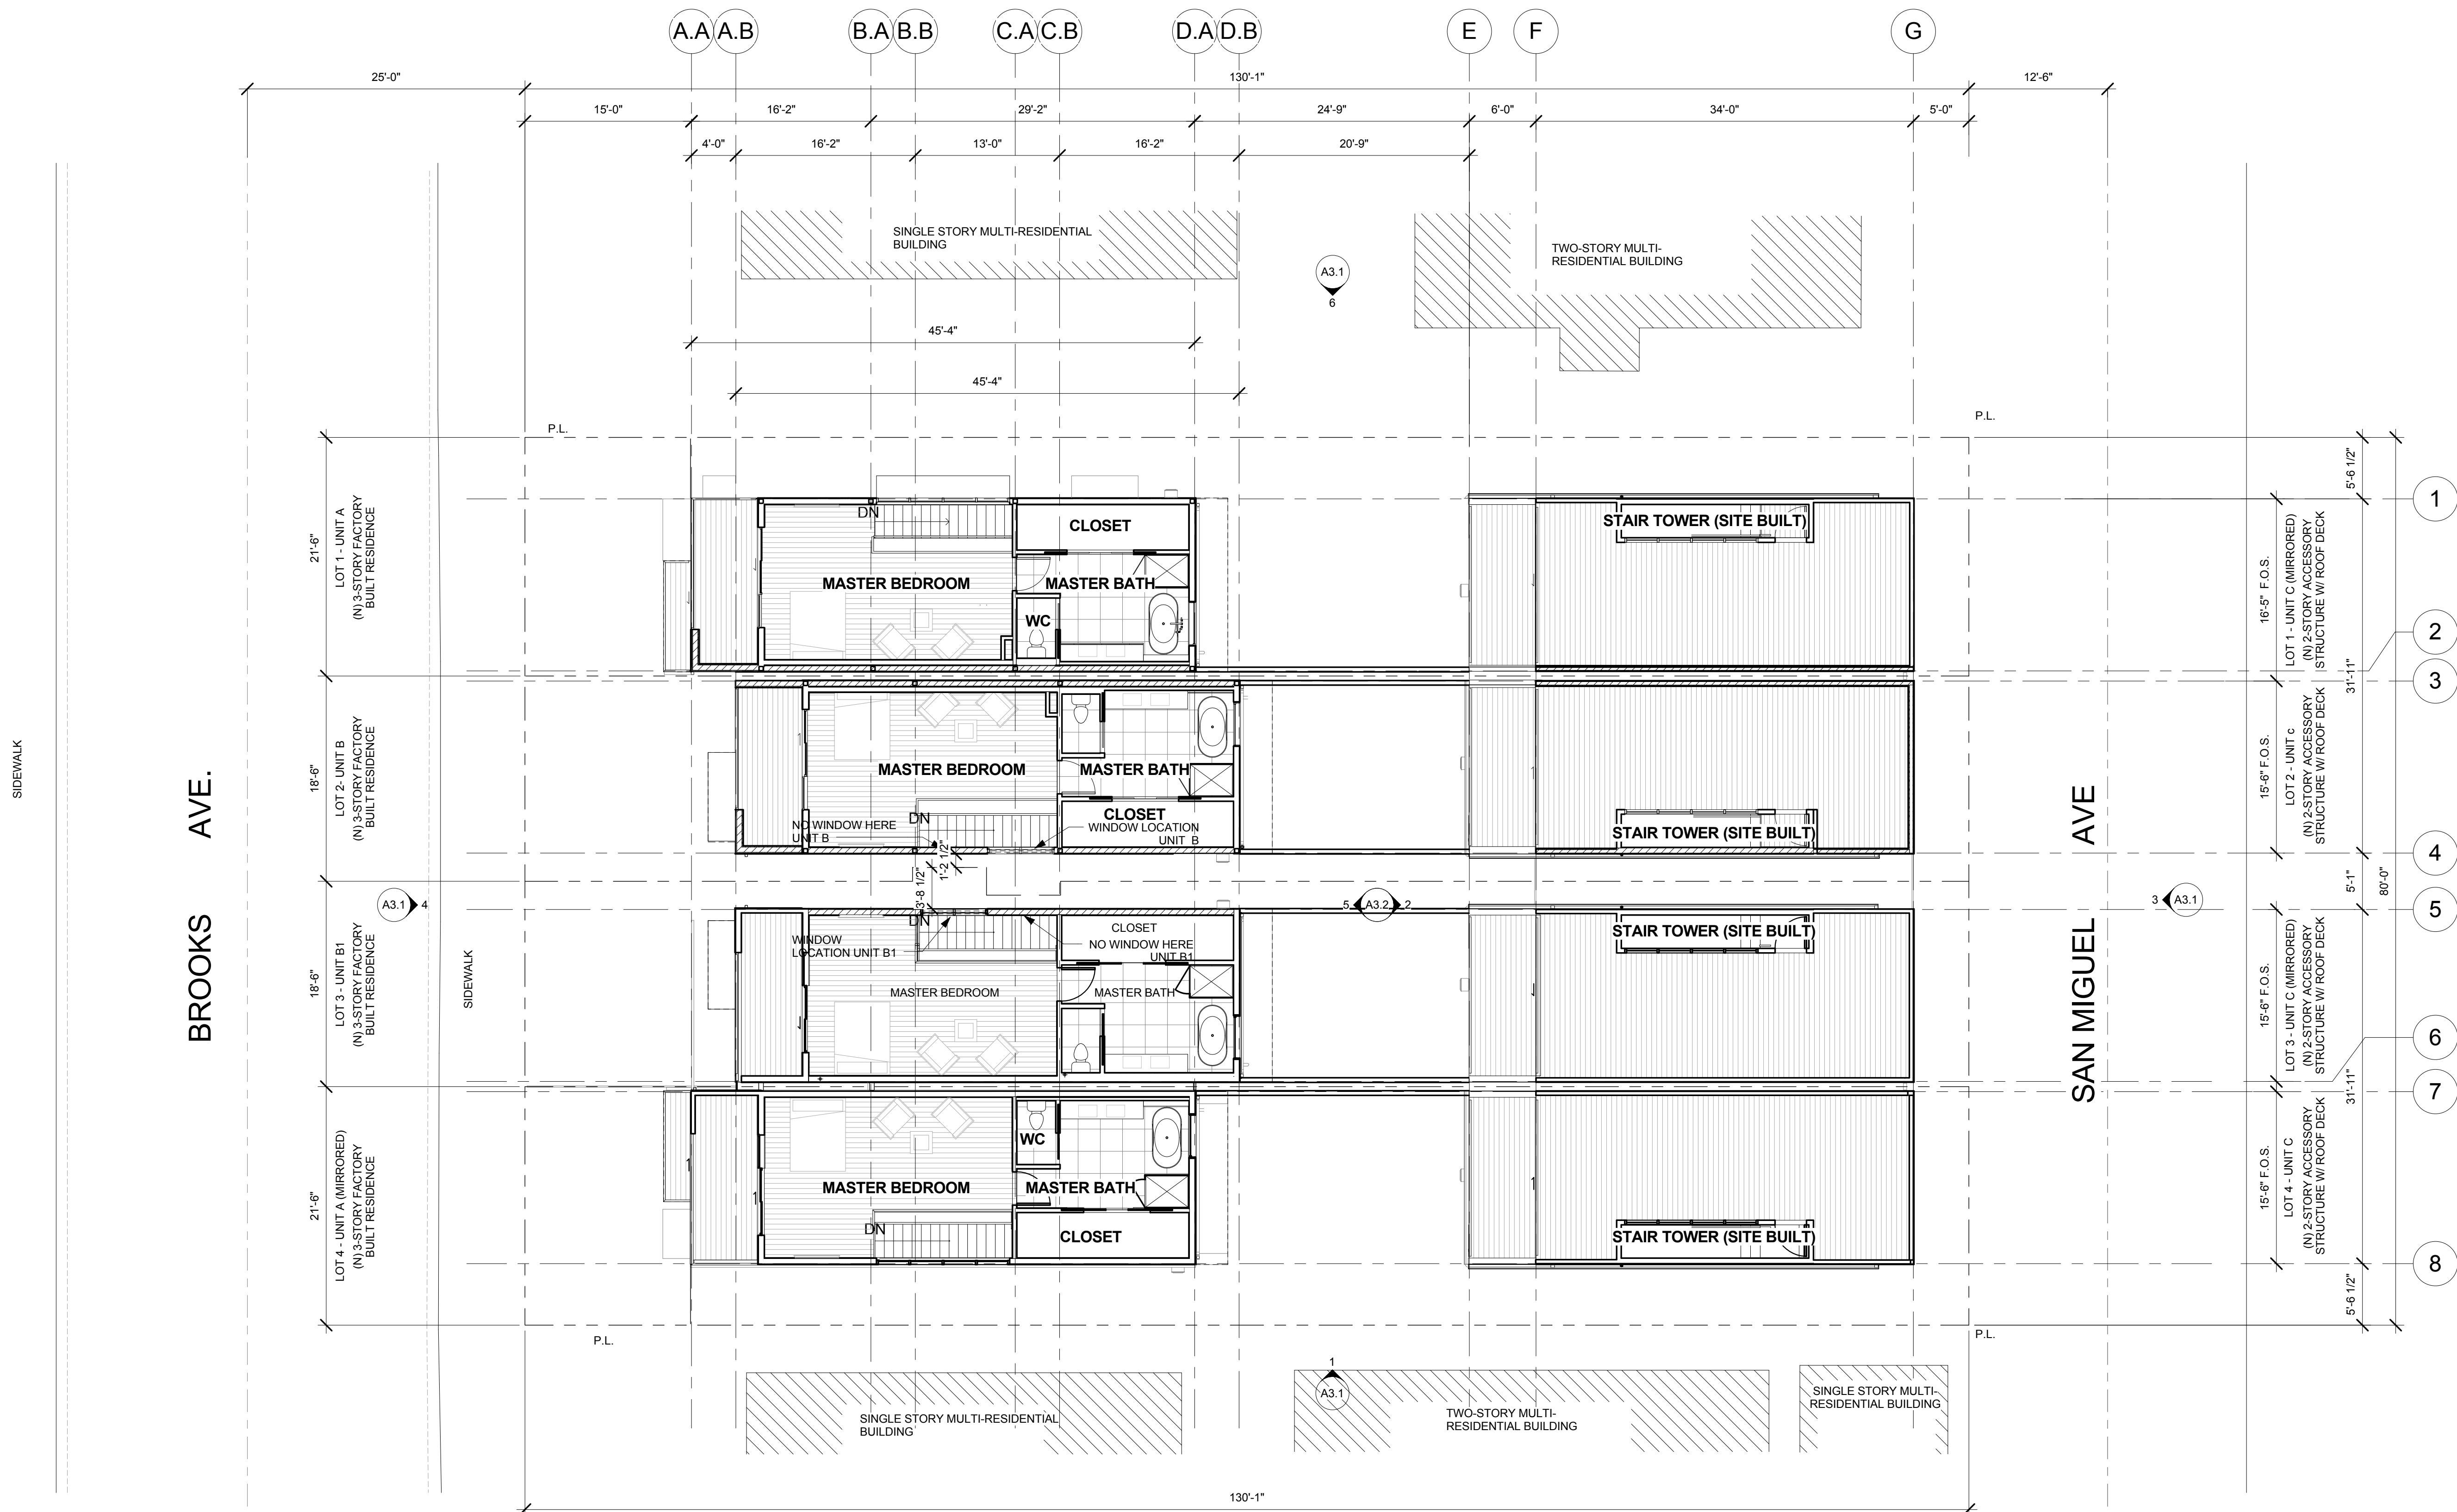 A.A
A.B
B.A
B.B
C.A
C.B
D.A
D.B
E
F
G
25'-0"
130'-1"
12'-6"
15'-0"
16'-2"
29'-2"
24'-9"
6'-0"
34'-0"
5'-0"
4'-0"
16'-2"
13'-0"
16'-2"
20'-9"
SINGLE STORY MULTI-RESIDENTIAL
BUILDING
TWO-STORY MULTI-
RESIDENTIAL BUILDING
A3.1
6
45'-4"
45'-4"
P.L.
P.L.
21'-6"
LOT 1 - UNIT A
(N) 3-STORY FACTORY
BUILT RESIDENCE
DN
CLOSET
MASTER BEDROOM
MASTER BATH
WC
STAIR TOWER (SITE BUILT)
16'-5" F.O.S.
LOT 1 - UNIT C (MIRRORED)
(N) 2-STORY ACCESSORY
STRUCTURE W/ ROOF DECK
5'-6 1/2"
31'-11"
1
2
3
18'-6"
LOT 2- UNIT B
(N) 3-STORY FACTORY
BUILT RESIDENCE
MASTER BEDROOM
MASTER BATH
CLOSET
DN
NO WINDOW HERE
UNIT B
WINDOW LOCATION
UNIT B
STAIR TOWER (SITE BUILT)
15'-6" F.O.S.
LOT 2 - UNIT c
(N) 2-STORY ACCESSORY
STRUCTURE W/ ROOF DECK
4
1'-2 1/2"
3'-8 1/2"
5'-1"
80'-0"
SIDEWALK
BROOKS AVE.
SAN MIGUEL AVE
A3.1
4
5
A3.2
2
3
A3.1
5
18'-6"
LOT 3 - UNIT B1
(N) 3-STORY FACTORY
BUILT RESIDENCE
SIDEWALK
DN
WINDOW
LOCATION UNIT B1
CLOSET
NO WINDOW HERE
UNIT B1
MASTER BEDROOM
MASTER BATH
STAIR TOWER (SITE BUILT)
15'-6" F.O.S.
LOT 3 - UNIT C (MIRRORED)
(N) 2-STORY ACCESSORY
STRUCTURE W/ ROOF DECK
31'-11"
6
7
21'-6"
LOT 4 - UNIT A (MIRRORED)
(N) 3-STORY FACTORY
BUILT RESIDENCE
WC
MASTER BEDROOM
MASTER BATH
DN
CLOSET
STAIR TOWER (SITE BUILT)
15'-6" F.O.S.
LOT 4 - UNIT C
(N) 2-STORY ACCESSORY
STRUCTURE W/ ROOF DECK
8
5'-6 1/2"
P.L.
P.L.
1
A3.1
SINGLE STORY MULTI-RESIDENTIAL
BUILDING
TWO-STORY MULTI-
RESIDENTIAL BUILDING
SINGLE STORY MULTI-
RESIDENTIAL BUILDING
130'-1"